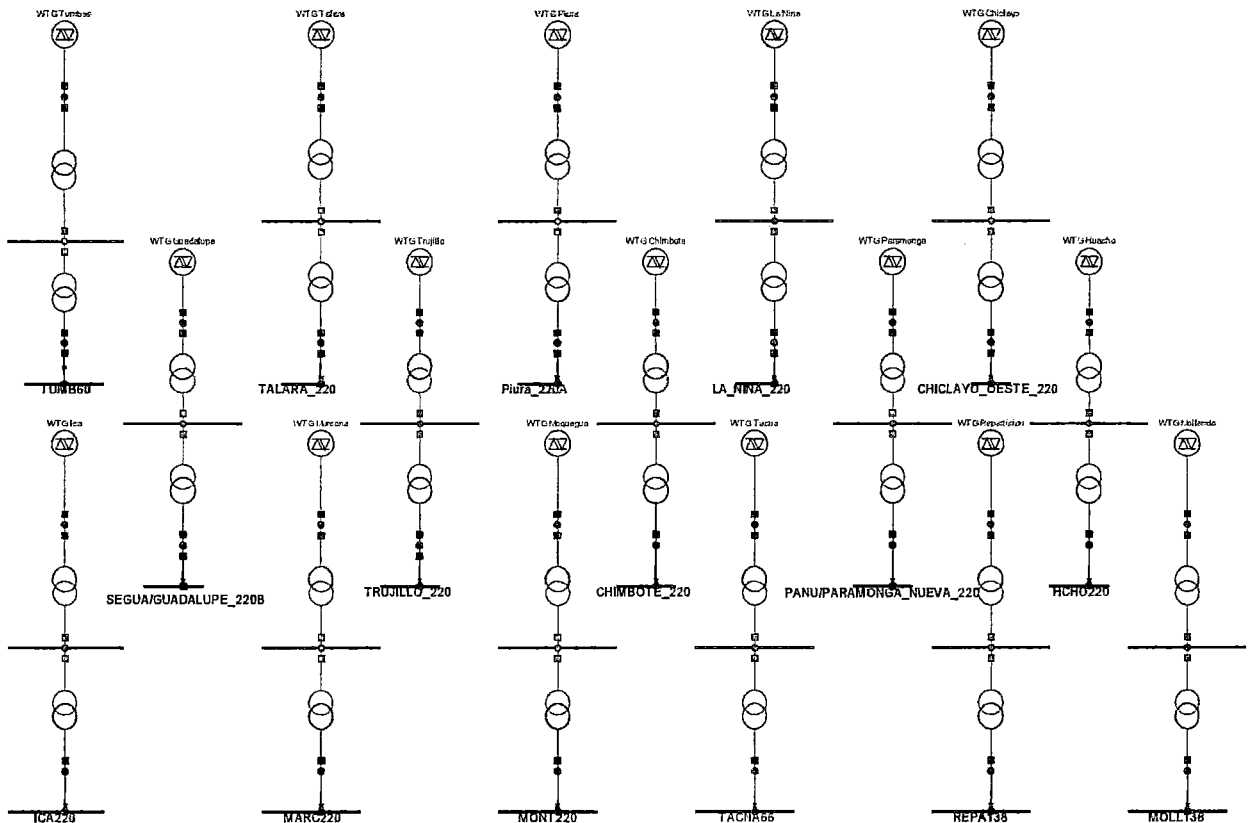 WTG Tumbes
WTG Talara
WTG Piura
WTG La Nina
WTG Chiclayo
WTG Guadalupe
WTG Trujillo
WTG Chimbote
WTG Paramonga
WTG Huacho
TUMB60
TALARA_220
Piura_220A
LA_NINA_220
CHICLAYO_OESTE_220
WTG Ica
WTG Marcona
WTG Moquegua
WTG Tacna
WTG Repartición
WTG Mollendo
SEGUA/GUADALUPE_220B
TRUJILLO_220
CHIMBOTE_220
PANU/PARAMONGA_NUEVA_220
HCHO220
ICA220
MARC220
MONT220
TACNA66
REPA138
MOLL138